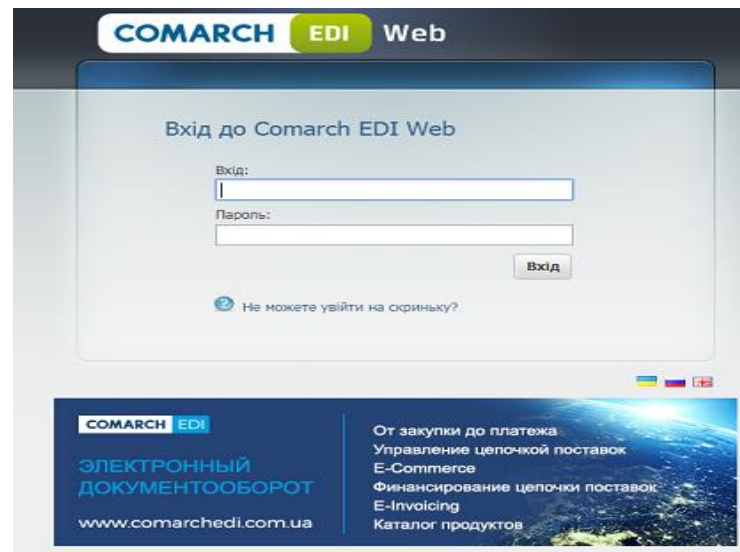 COMARCH EDI Web
Вхід до Comarch EDI Web
Вхід:
Пароль:
Вхід
Не можете увійти на скриньку?
COMARCH EDI
ЭЛЕКТРОННЫЙ
ДОКУМЕНТООБОРОТ
www.comarchedi.com.ua
От закупки до платежа
Управление цепочкой поставок
E-Commerce
Финансирование цепочки поставок
E-Invoicing
Каталог продуктов